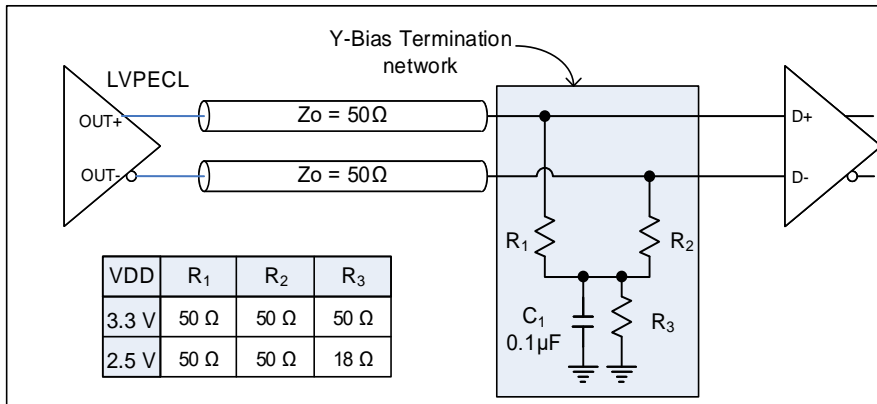 Y-Bias Termination
network
LVPECL
OUT+
Zo = 50Ω
D+
OUT-
Zo = 50Ω
D-
R1
R2
VDD R1 R2 R3
3.3 V 50 Ω 50 Ω 50 Ω
2.5 V 50 Ω 50 Ω 18 Ω
C1
0.1µF
R3